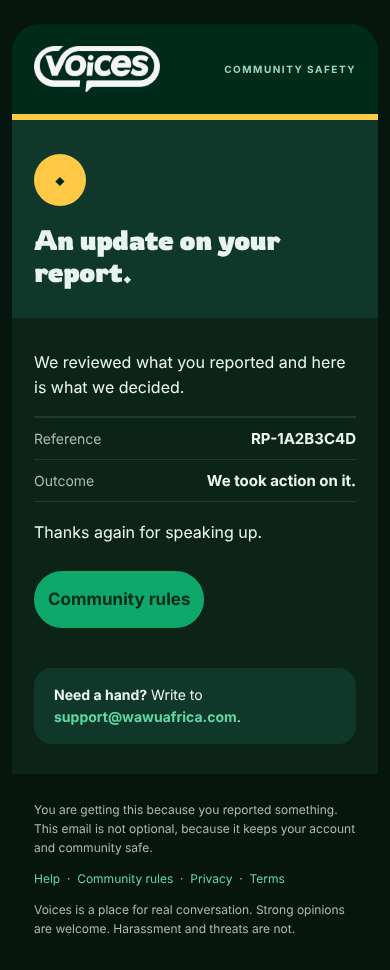 Voices
COMMUNITY SAFETY
An update on your
report.
We reviewed what you reported and here
is what we decided.
Reference RP-1A2B3C4D
Outcome We took action on it.
Thanks again for speaking up.
Community rules
Need a hand? Write to
support@wawuafrica.com.
You are getting this because you reported something.
This email is not optional, because it keeps your account
and community safe.
Help · Community rules · Privacy · Terms
Voices is a place for real conversation. Strong opinions
are welcome. Harassment and threats are not.